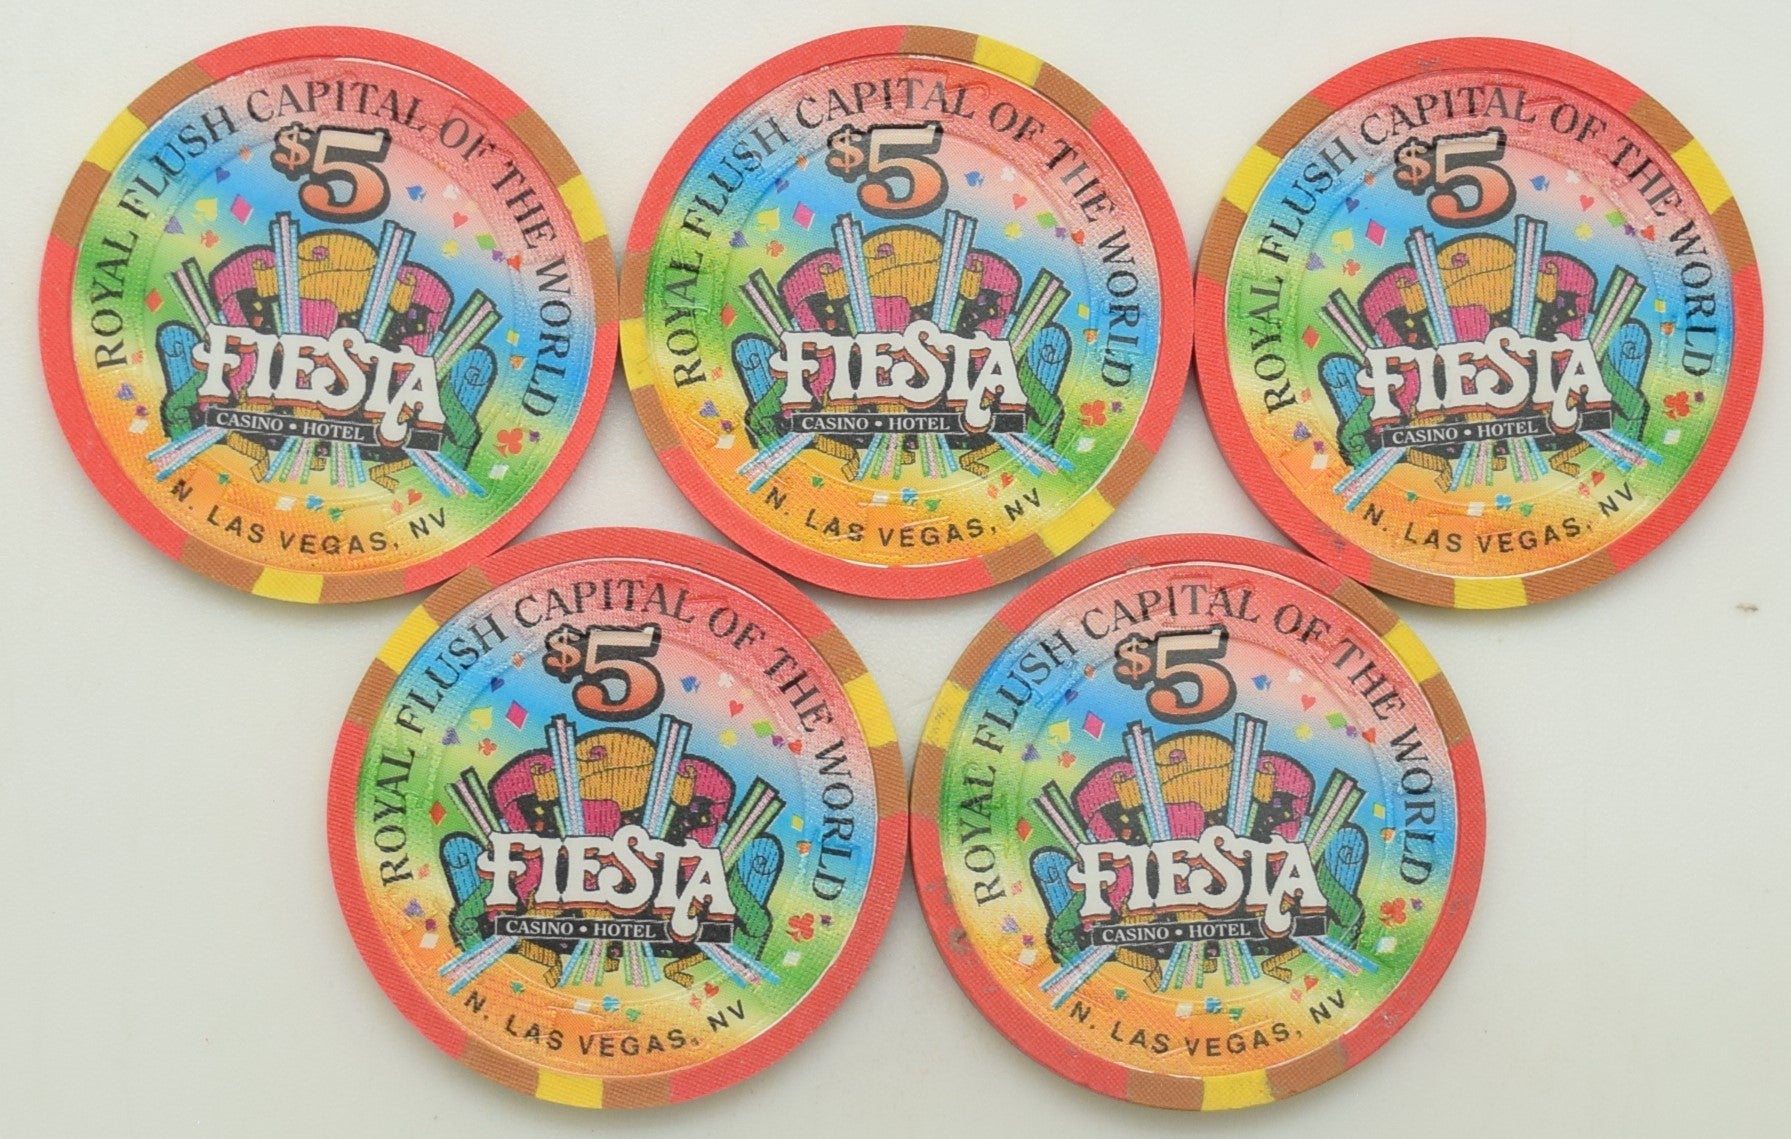 ROYAL FLUSH CAPITAL OF THE WORLD
$5
FIESTA
CASINO • HOTEL
N. LAS VEGAS, NV
ROYAL FLUSH CAPITAL OF THE WORLD
$5
FIESTA
CASINO • HOTEL
N. LAS VEGAS, NV
ROYAL FLUSH CAPITAL OF THE WORLD
$5
FIESTA
CASINO • HOTEL
N. LAS VEGAS, NV
ROYAL FLUSH CAPITAL OF THE WORLD
$5
FIESTA
CASINO • HOTEL
N. LAS VEGAS, NV
ROYAL FLUSH CAPITAL OF THE WORLD
$5
FIESTA
CASINO • HOTEL
N. LAS VEGAS, NV